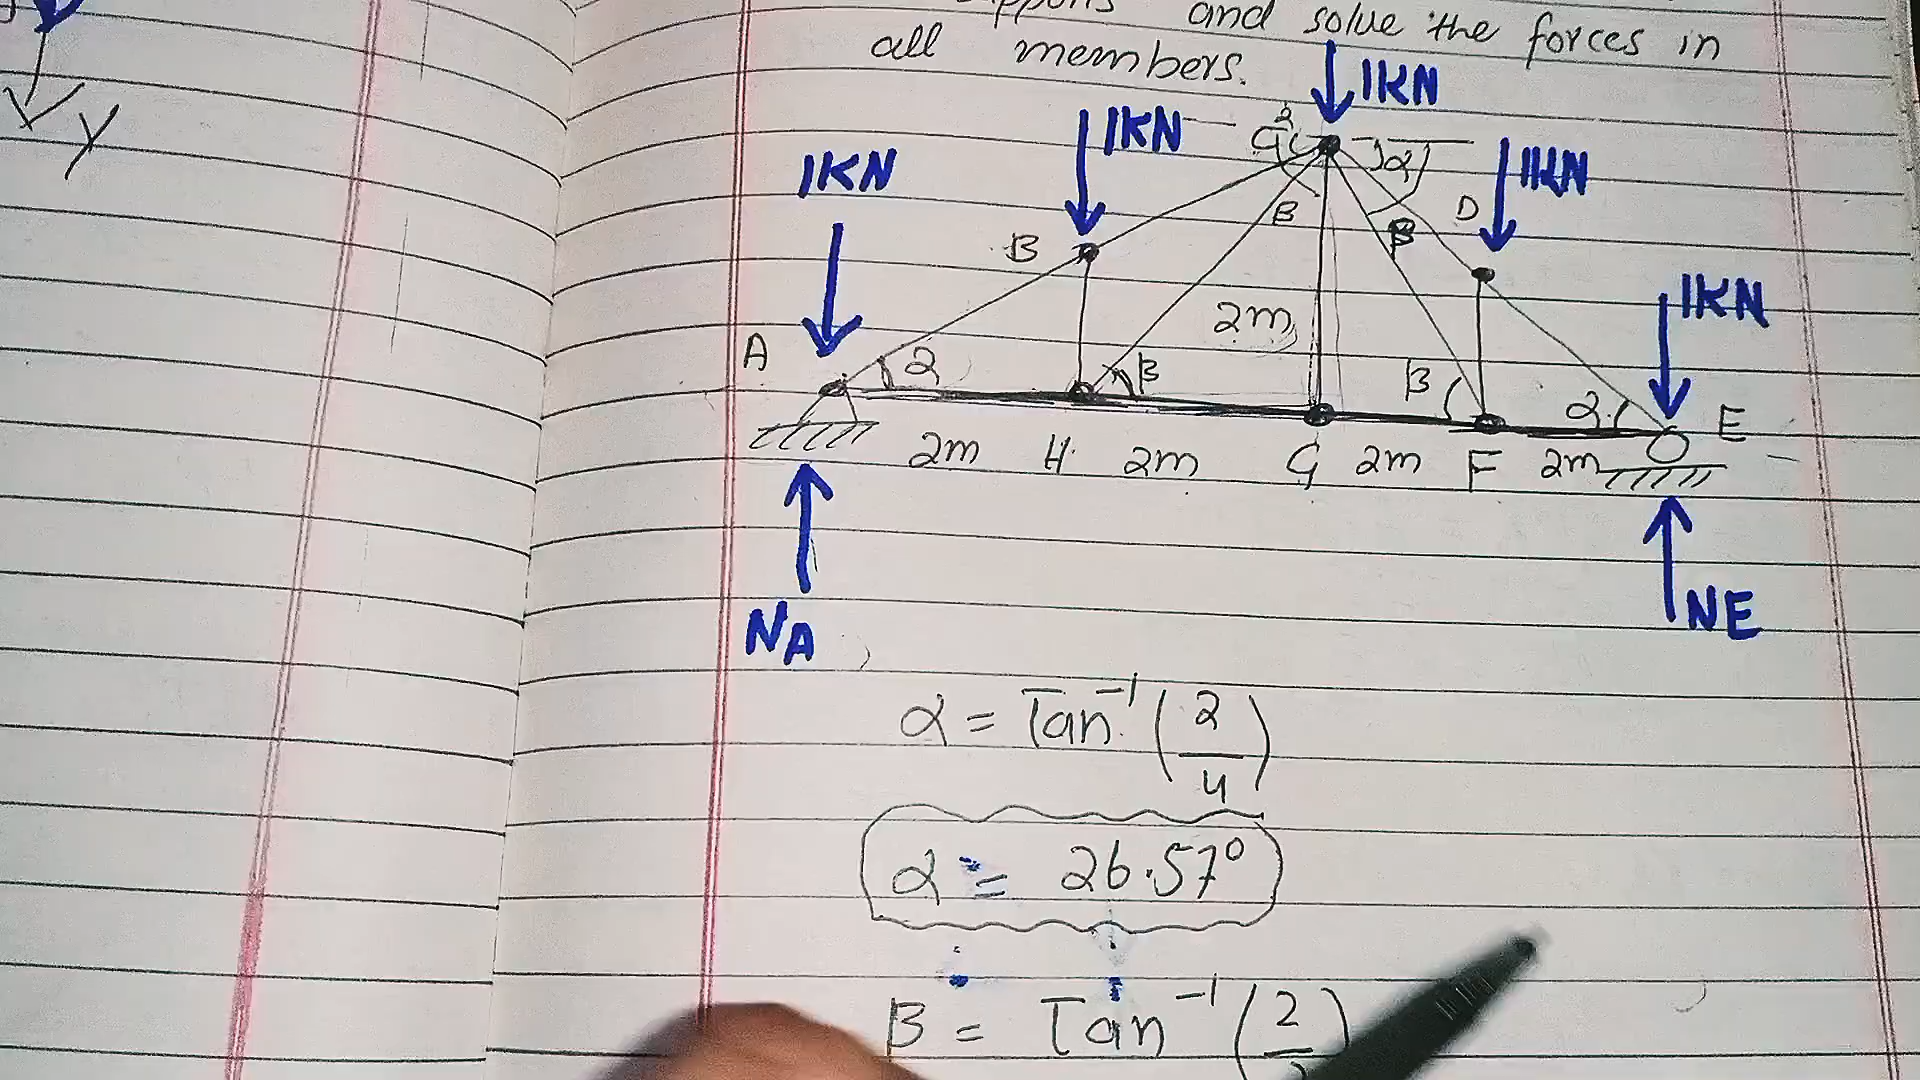 and solve the forces in
all members.
1KN
1KN
1KN
1KN
1KN
B
D
α
β
β
A
α
2m
β
β
α
E
2m
H
2m
G
2m
F
2m
NA
NE
α = Tan⁻¹ (2/4)
α = 26.57°
β = Tan⁻¹ (2/
y